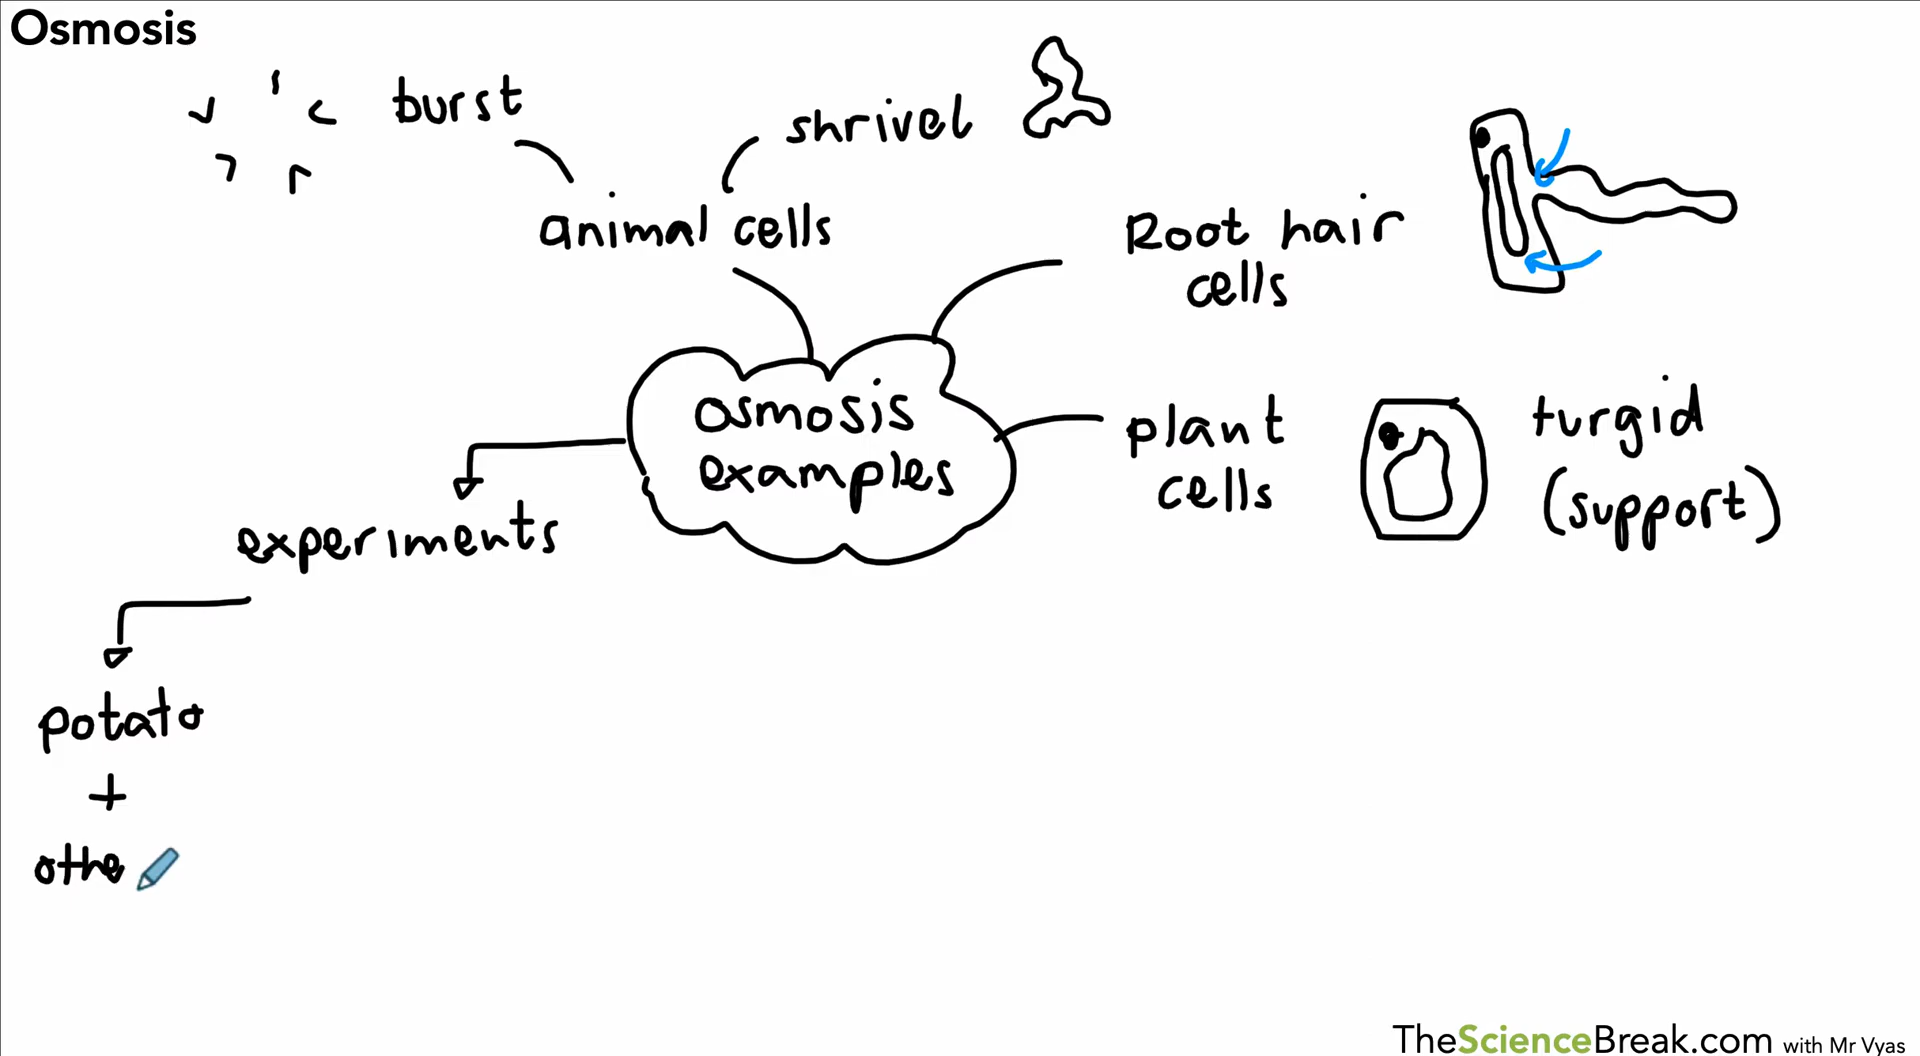 Osmosis
burst
shrivel
animal cells
Root hair
cells
osmosis
examples
plant
cells
turgid
(support)
experiments
potato
+
othe
TheScienceBreak.com with Mr Vyas